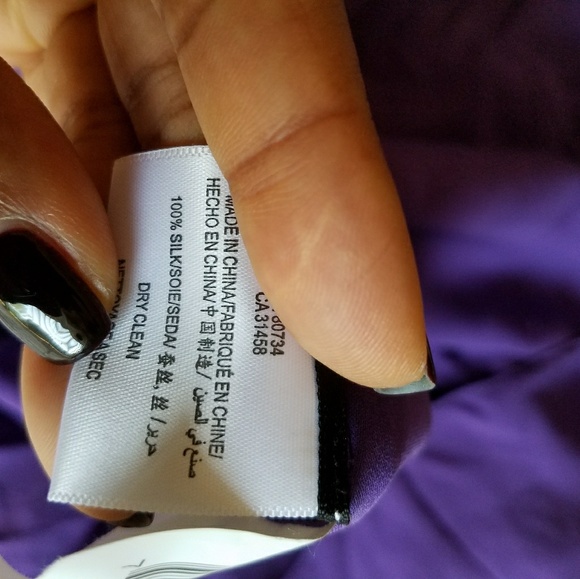 80734
CA 31458
MADE IN CHINA/FABRIQUÉ EN CHINE/
HECHO EN CHINA/中国制造/ صنع في الصين
100% SILK/SOIE/SEDA/ 蚕丝, 丝 / حرير
DRY CLEAN
SEC